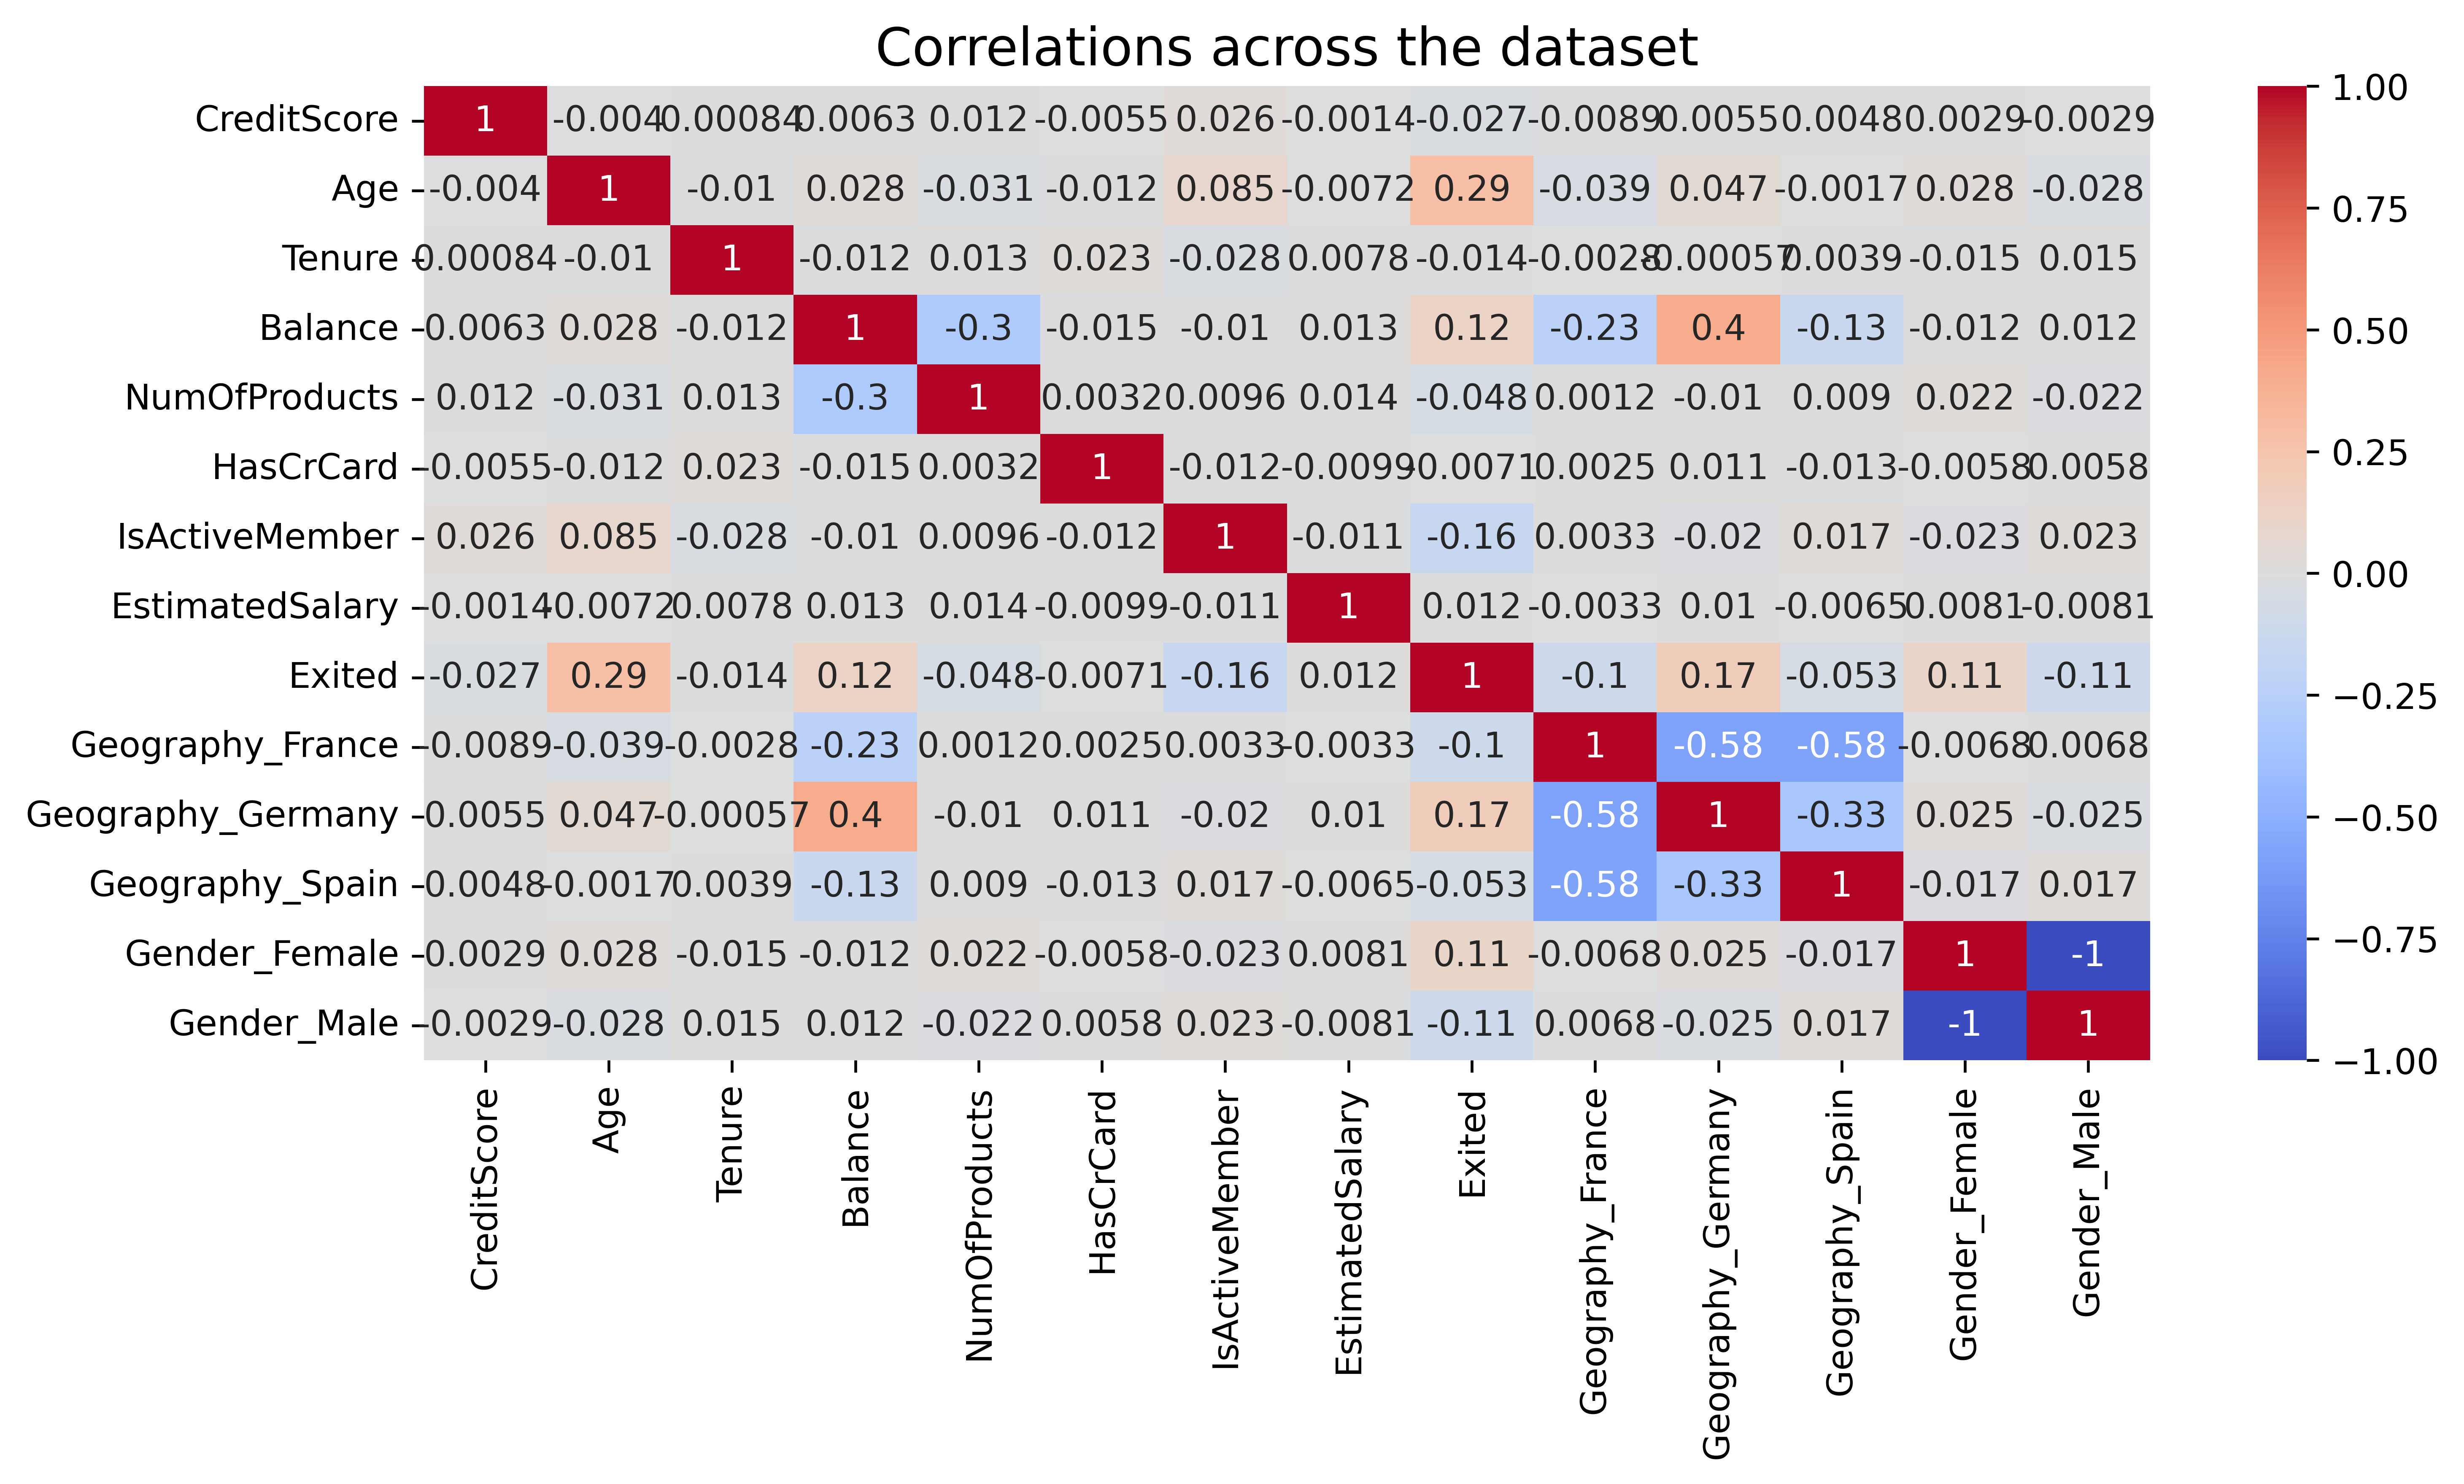 Correlations across the dataset
CreditScore 1 -0.004 0.00084 0.0063 0.012 -0.0055 0.026 -0.0014 -0.027 -0.0089 0.0055 0.0048 0.0029 -0.0029
Age -0.004 1 -0.01 0.028 -0.031 -0.012 0.085 -0.0072 0.29 -0.039 0.047 -0.0017 0.028 -0.028
Tenure 0.00084 -0.01 1 -0.012 0.013 0.023 -0.028 0.0078 -0.014 -0.0028 -0.00057 0.0039 -0.015 0.015
Balance 0.0063 0.028 -0.012 1 -0.3 -0.015 -0.01 0.013 0.12 -0.23 0.4 -0.13 -0.012 0.012
NumOfProducts 0.012 -0.031 0.013 -0.3 1 0.0032 0.0096 0.014 -0.048 0.0012 -0.01 0.009 0.022 -0.022
HasCrCard -0.0055 -0.012 0.023 -0.015 0.0032 1 -0.012 -0.0099 -0.0071 0.0025 0.011 -0.013 -0.0058 0.0058
IsActiveMember 0.026 0.085 -0.028 -0.01 0.0096 -0.012 1 -0.011 -0.16 0.0033 -0.02 0.017 -0.023 0.023
EstimatedSalary -0.0014 -0.0072 0.0078 0.013 0.014 -0.0099 -0.011 1 0.012 -0.0033 0.01 -0.0065 0.0081 -0.0081
Exited -0.027 0.29 -0.014 0.12 -0.048 -0.0071 -0.16 0.012 1 -0.1 0.17 -0.053 0.11 -0.11
Geography_France -0.0089 -0.039 -0.0028 -0.23 0.0012 0.0025 0.0033 -0.0033 -0.1 1 -0.58 -0.58 -0.0068 0.0068
Geography_Germany 0.0055 0.047 -0.00057 0.4 -0.01 0.011 -0.02 0.01 0.17 -0.58 1 -0.33 0.025 -0.025
Geography_Spain 0.0048 -0.0017 0.0039 -0.13 0.009 -0.013 0.017 -0.0065 -0.053 -0.58 -0.33 1 -0.017 0.017
Gender_Female 0.0029 0.028 -0.015 -0.012 0.022 -0.0058 -0.023 0.0081 0.11 -0.0068 0.025 -0.017 1 -1
Gender_Male -0.0029 -0.028 0.015 0.012 -0.022 0.0058 0.023 -0.0081 -0.11 0.0068 -0.025 0.017 -1 1
CreditScore
Age
Tenure
Balance
NumOfProducts
HasCrCard
IsActiveMember
EstimatedSalary
Exited
Geography_France
Geography_Germany
Geography_Spain
Gender_Female
Gender_Male
1.00
0.75
0.50
0.25
0.00
−0.25
−0.50
−0.75
−1.00